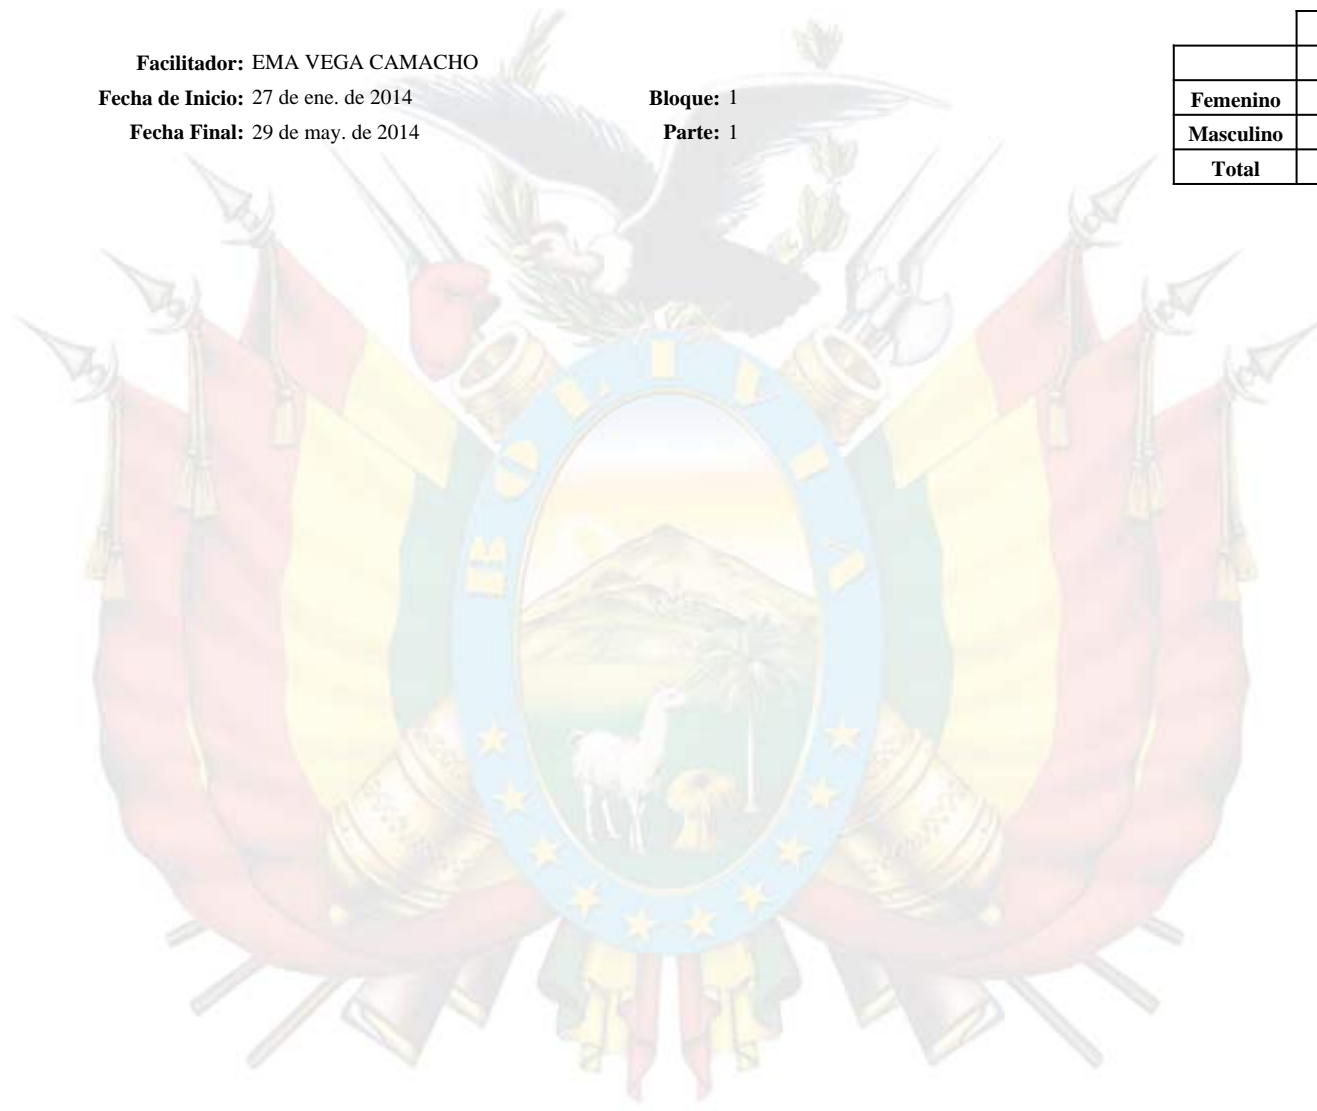 Facilitador: EMA VEGA CAMACHO
Fecha de Inicio: 27 de ene. de 2014 Bloque: 1
Fecha Final: 29 de may. de 2014 Parte: 1
Femenino
Masculino
Total
BOLIVIA